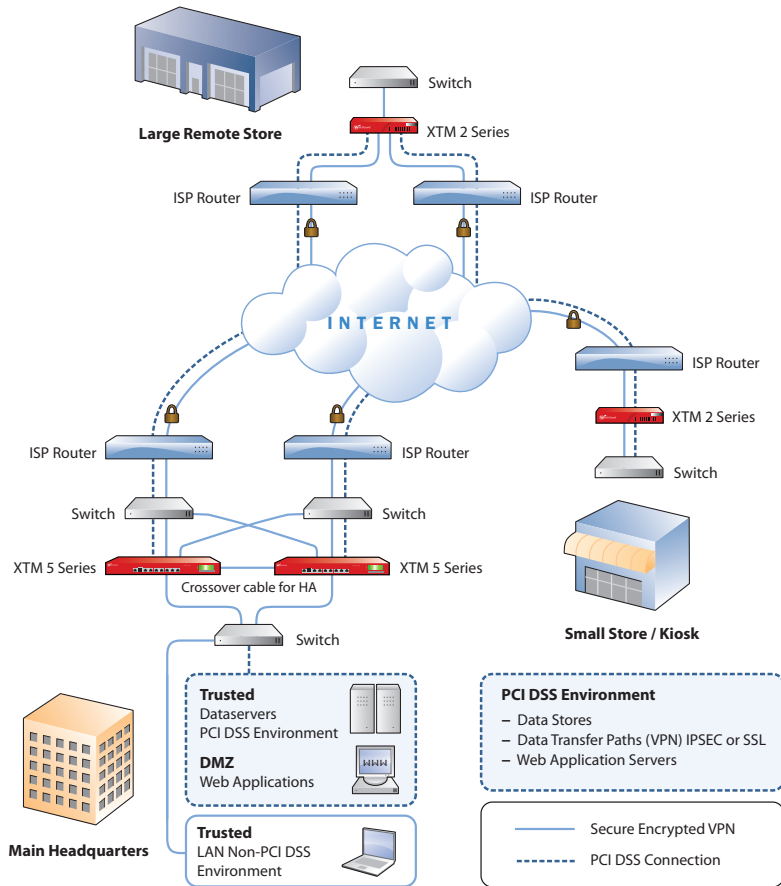 Switch
Large Remote Store
XTM 2 Series
ISP Router
ISP Router
INTERNET
ISP Router
XTM 2 Series
Switch
ISP Router
ISP Router
Switch
Switch
XTM 5 Series
XTM 5 Series
Crossover cable for HA
Switch
Small Store / Kiosk
Trusted
Dataservers
PCI DSS Environment
DMZ
Web Applications
WWW
PCI DSS Environment
– Data Stores
– Data Transfer Paths (VPN) IPSEC or SSL
– Web Application Servers
Main Headquarters
Trusted
LAN Non-PCI DSS
Environment
Secure Encrypted VPN
PCI DSS Connection